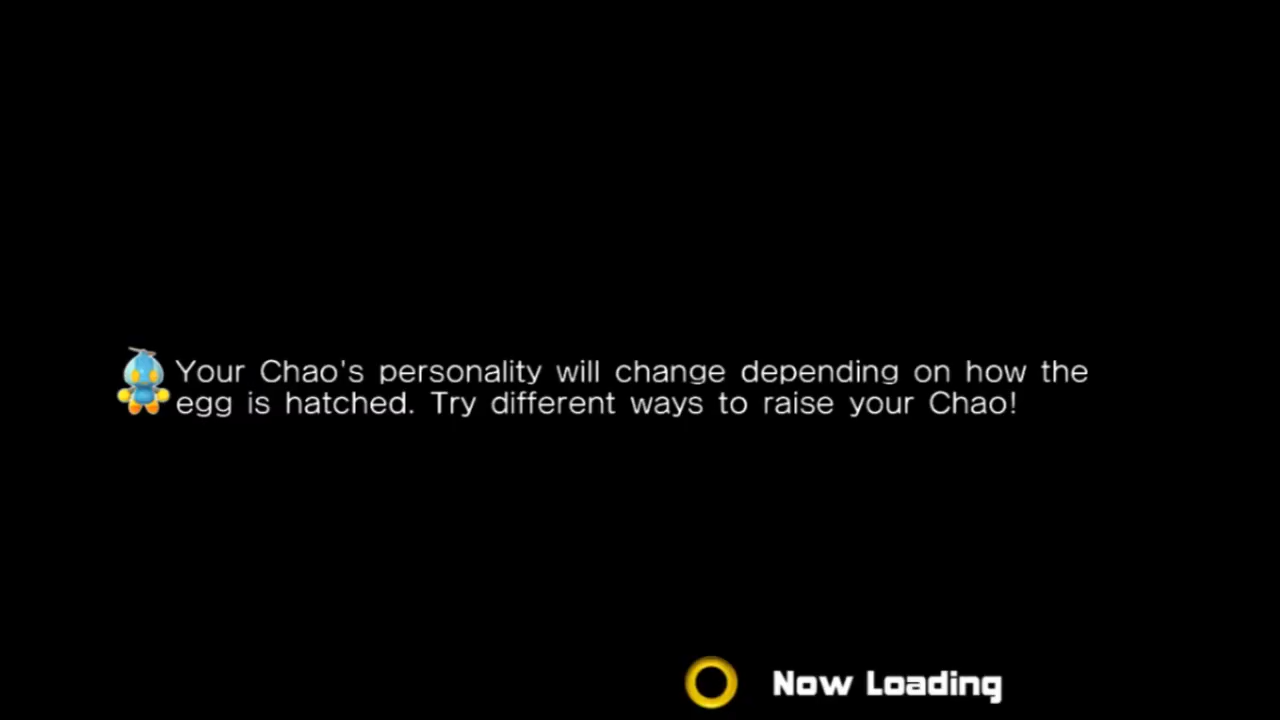 Your Chao's personality will change depending on how the
egg is hatched. Try different ways to raise your Chao!
Now Loading